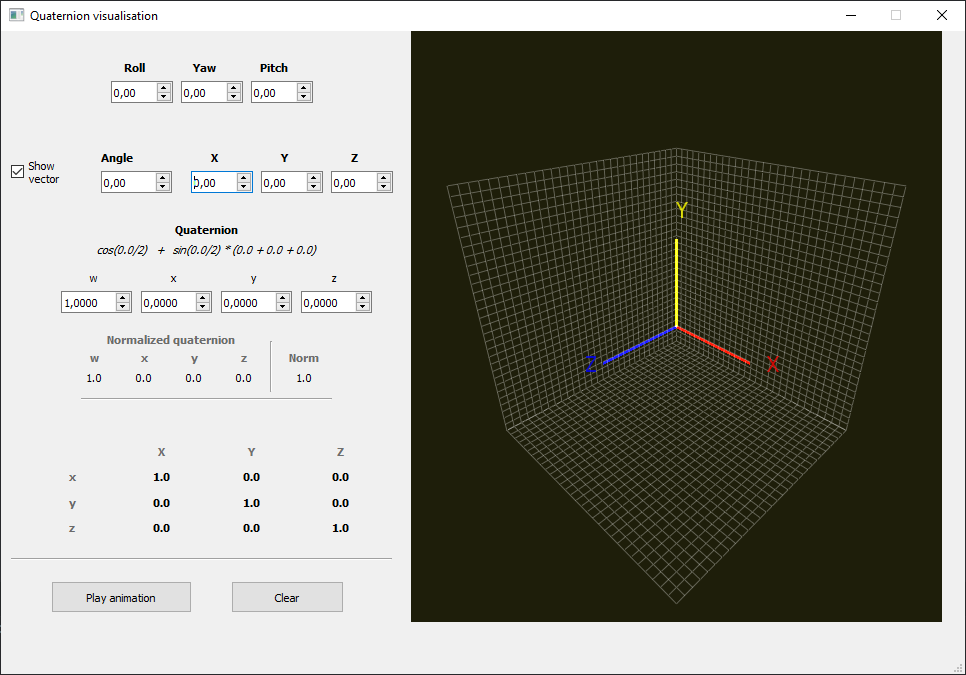 Quaternion visualisation
Roll Yaw Pitch
0,00 0,00 0,00
Show
vector
Angle X Y Z
0,00 0,00 0,00 0,00
Quaternion
cos(0.0/2) + sin(0.0/2) * (0.0 + 0.0 + 0.0)
w x y z
1,0000 0,0000 0,0000 0,0000
Normalized quaternion
w x y z Norm
1.0 0.0 0.0 0.0 1.0
X Y Z
x 1.0 0.0 0.0
y 0.0 1.0 0.0
z 0.0 0.0 1.0
Play animation Clear
Y
Z X